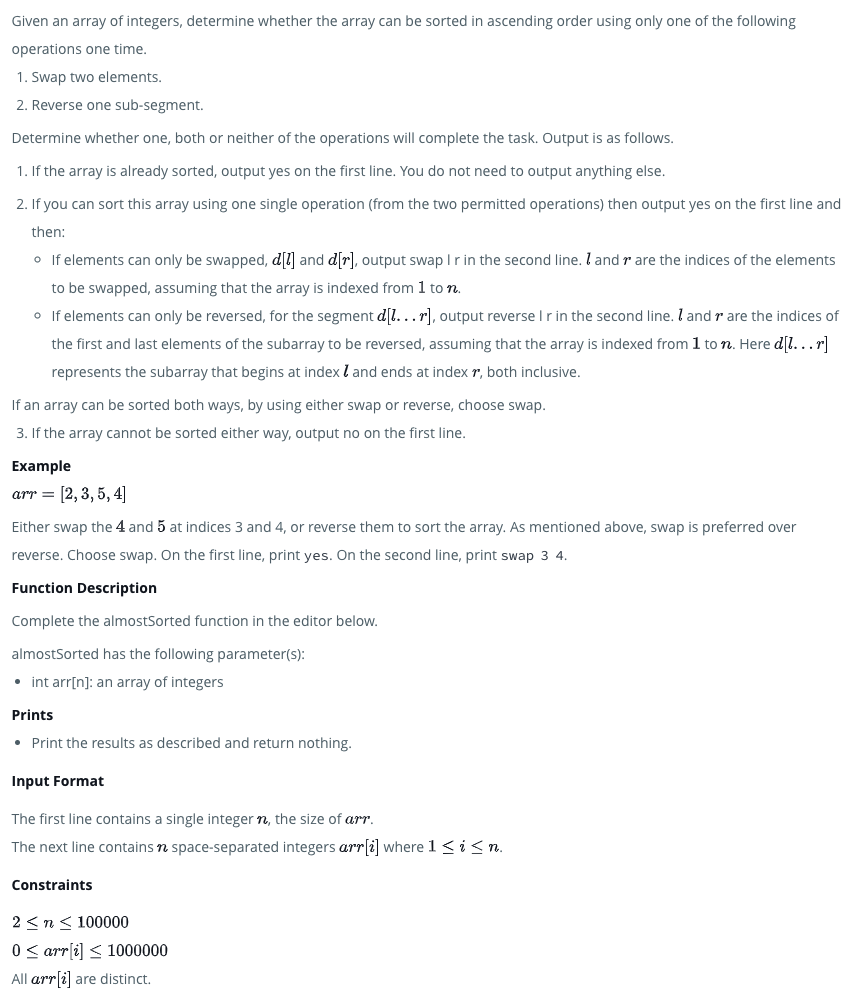 Given an array of integers, determine whether the array can be sorted in ascending order using only one of the following
operations one time.
1. Swap two elements.
2. Reverse one sub-segment.
Determine whether one, both or neither of the operations will complete the task. Output is as follows.
1. If the array is already sorted, output yes on the first line. You do not need to output anything else.
2. If you can sort this array using one single operation (from the two permitted operations) then output yes on the first line and
then:
○ If elements can only be swapped, d[l] and d[r], output swap l r in the second line. l and r are the indices of the elements
to be swapped, assuming that the array is indexed from 1 to n.
○ If elements can only be reversed, for the segment d[l...r], output reverse l r in the second line. l and r are the indices of
the first and last elements of the subarray to be reversed, assuming that the array is indexed from 1 to n. Here d[l...r]
represents the subarray that begins at index l and ends at index r, both inclusive.
If an array can be sorted both ways, by using either swap or reverse, choose swap.
3. If the array cannot be sorted either way, output no on the first line.
Example
arr = [2, 3, 5, 4]
Either swap the 4 and 5 at indices 3 and 4, or reverse them to sort the array. As mentioned above, swap is preferred over
reverse. Choose swap. On the first line, print yes. On the second line, print swap 3 4.
Function Description
Complete the almostSorted function in the editor below.
almostSorted has the following parameter(s):
• int arr[n]: an array of integers
Prints
• Print the results as described and return nothing.
Input Format
The first line contains a single integer n, the size of arr.
The next line contains n space-separated integers arr[i] where 1 ≤ i ≤ n.
Constraints
2 ≤ n ≤ 100000
0 ≤ arr[i] ≤ 1000000
All arr[i] are distinct.